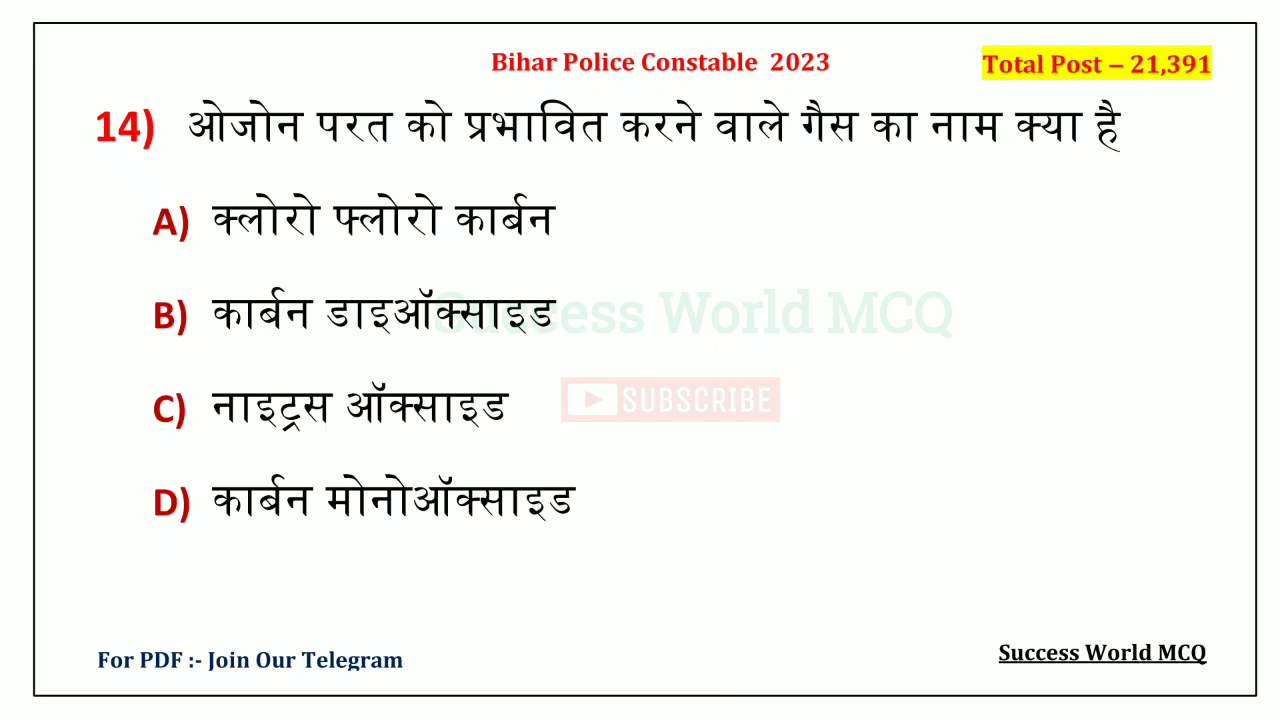 Bihar Police Constable 2023
Total Post – 21,391
14) ओजोन परत को प्रभावित करने वाले गैस का नाम क्या है
A) क्लोरो फ्लोरो कार्बन
B) कार्बन डाइऑक्साइड
Success World MCQ
C) नाइट्रस ऑक्साइड
SUBSCRIBE
D) कार्बन मोनोऑक्साइड
For PDF :- Join Our Telegram
Success World MCQ